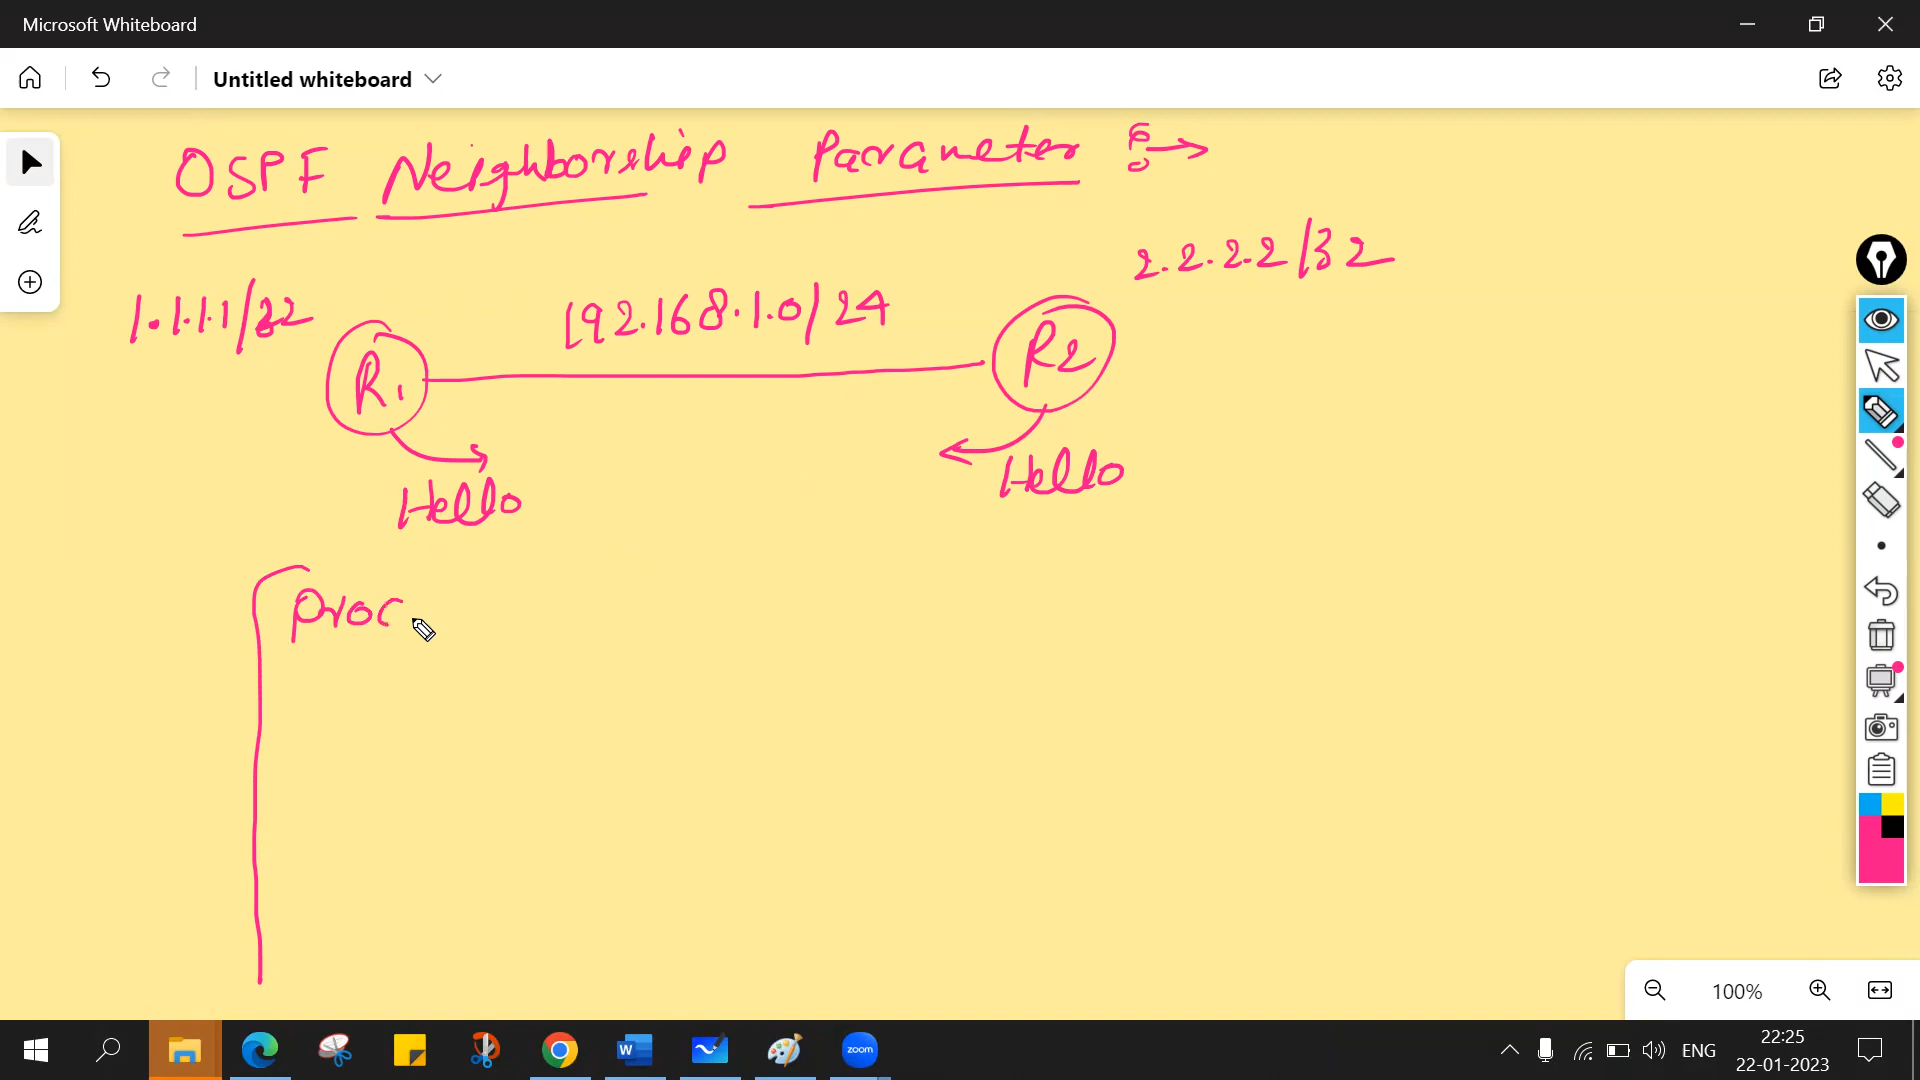 Microsoft Whiteboard
Untitled whiteboard
OSPF Neighborship Parameter :→
2.2.2.2/32
1.1.1.1/32
192.168.1.0/24
R1
R2
Hello
Hello
Proc
100%
W
zoom
ENG
22:25
22-01-2023